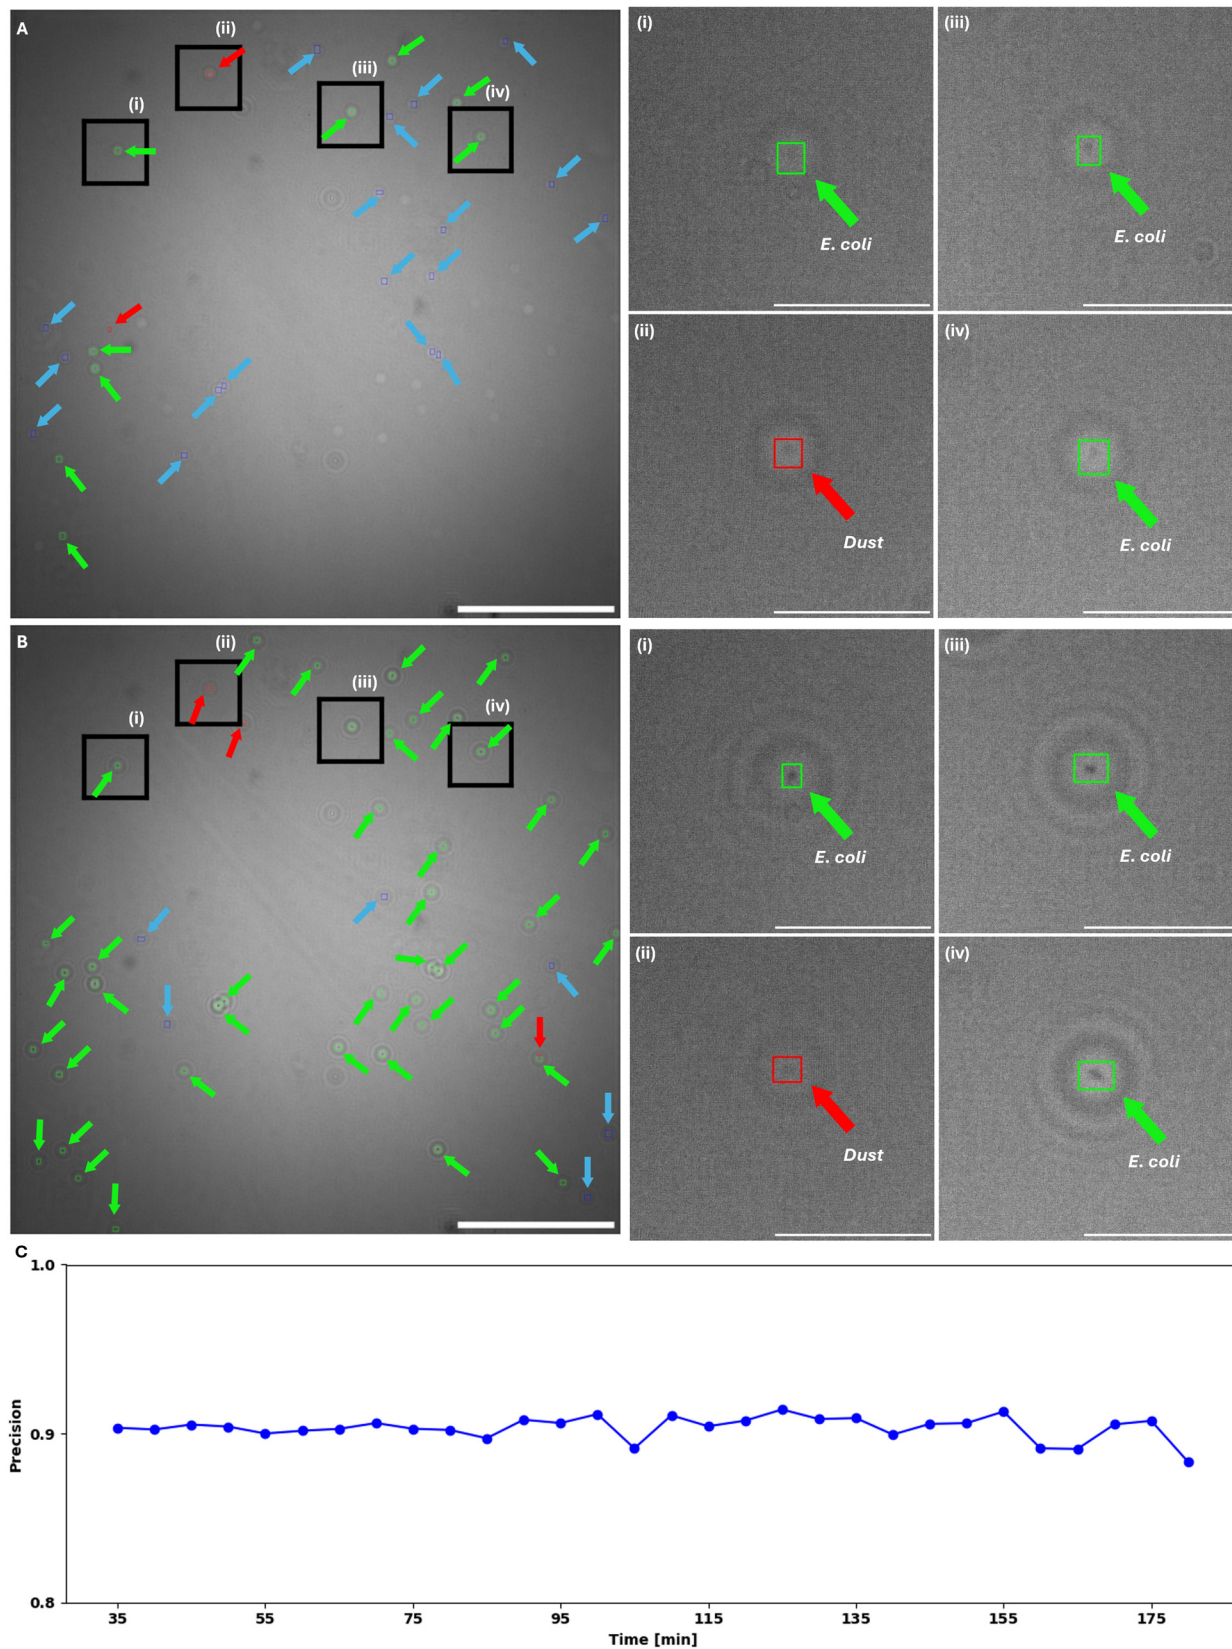 A
(i)
(ii)
(iii)
(iv)
(i)
E. coli
(iii)
E. coli
(ii)
Dust
(iv)
E. coli
B
(i)
(ii)
(iii)
(iv)
(i)
E. coli
(iii)
E. coli
(ii)
Dust
(iv)
E. coli
C
1.0
0.9
0.8
Precision
35 55 75 95 115 135 155 175
Time [min]